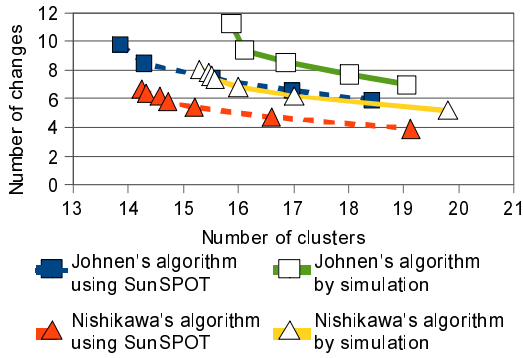 12
10
8
6
4
2
0
Number of changes
13 14 15 16 17 18 19 20 21
Number of clusters
Johnen's algorithm
using SunSPOT
Johnen's algorithm
by simulation
Nishikawa's algorithm
using SunSPOT
Nishikawa's algorithm
by simulation